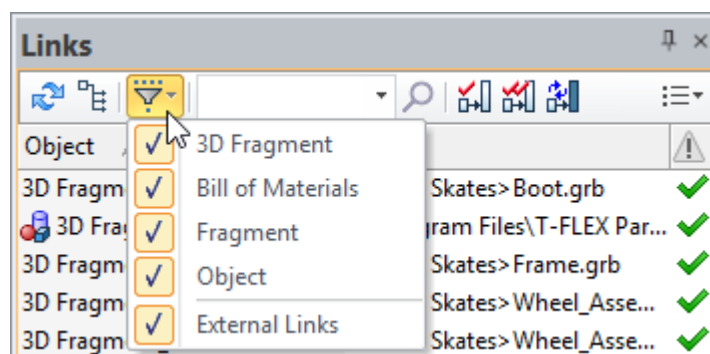 Links
Object
3D Fragment
Bill of Materials
Fragment
Object
External Links
3D Fragm Skates>Boot.grb
3D Fra gram Files\T-FLEX Par...
3D Fragm Skates>Frame.grb
3D Fragm Skates>Wheel_Asse...
3D Fragm Skates>Wheel_Asse...